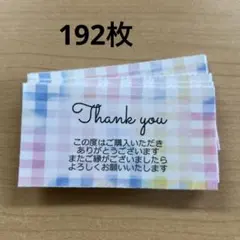 192枚
Thank you
この度はご購入いただき
ありがとうございます
またご縁がございましたら
よろしくお願いいたします